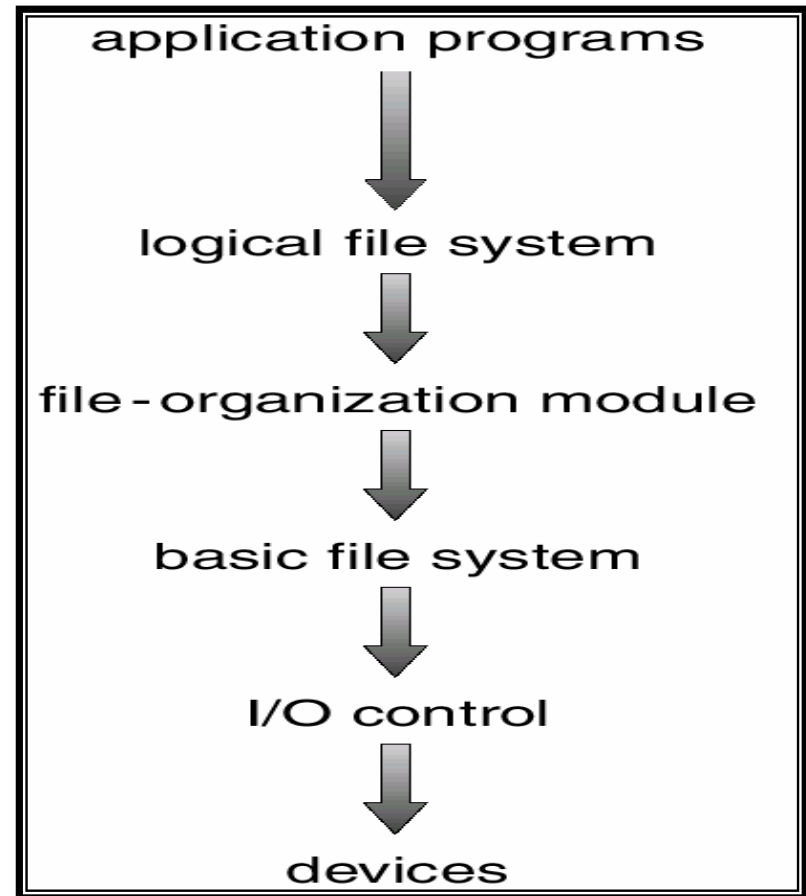 application programs
logical file system
file-organization module
basic file system
I/O control
devices